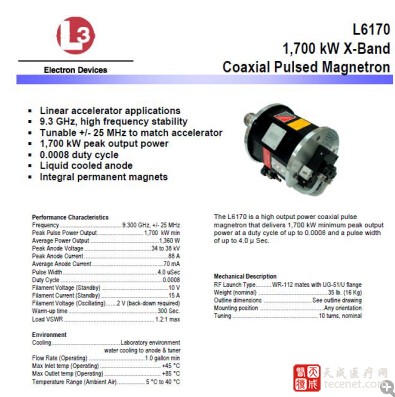 L3
Electron Devices
L6170
1,700 kW X-Band
Coaxial Pulsed Magnetron
Linear accelerator applications
9.3 GHz, high frequency stability
Tunable +/- 25 MHz to match accelerator
1,700 kW peak output power
0.0008 duty cycle
Liquid cooled anode
Integral permanent magnets
Performance Characteristics
Frequency 9.300 GHz, +/- 25 MHz
Peak Pulse Power Output 1,700 kW min
Average Power Output 1,360 W
Peak Anode Voltage 34 to 38 kV
Peak Anode Current 88 A
Average Anode Current 70 mA
Pulse Width 4.0 uSec
Duty Cycle 0.0008
Filament Voltage (Standby) 10 V
Filament Current (Standby) 15 A
Filament Voltage (Oscillating) 2 V (back-down required)
Warm-up time 300 Sec.
Load VSWR 1.2:1 max
Environment
Cooling Laboratory environment
water cooling to anode & tuner
Flow Rate (Operating) 1.0 gallon min
Max Inlet temp (Operating) +45 °C
Max Outlet temp (Operating) +85 °C
Temperature Range (Ambient Air) 5 °C to 40 °C
The L6170 is a high output power coaxial pulse
magnetron that delivers 1,700 kW minimum peak output
power at a duty cycle of up to 0.0008 and a pulse width
of up to 4.0 µ Sec.
Mechanical Description
RF Launch Type WR-112 mates with UG-51/U flange
Weight (nominal) 35 lb. (16 Kg)
Outline dimensions See outline drawing
Mounting position Any orientation
Tuning 10 turns, nominal
天成医疗网
tecenet.com